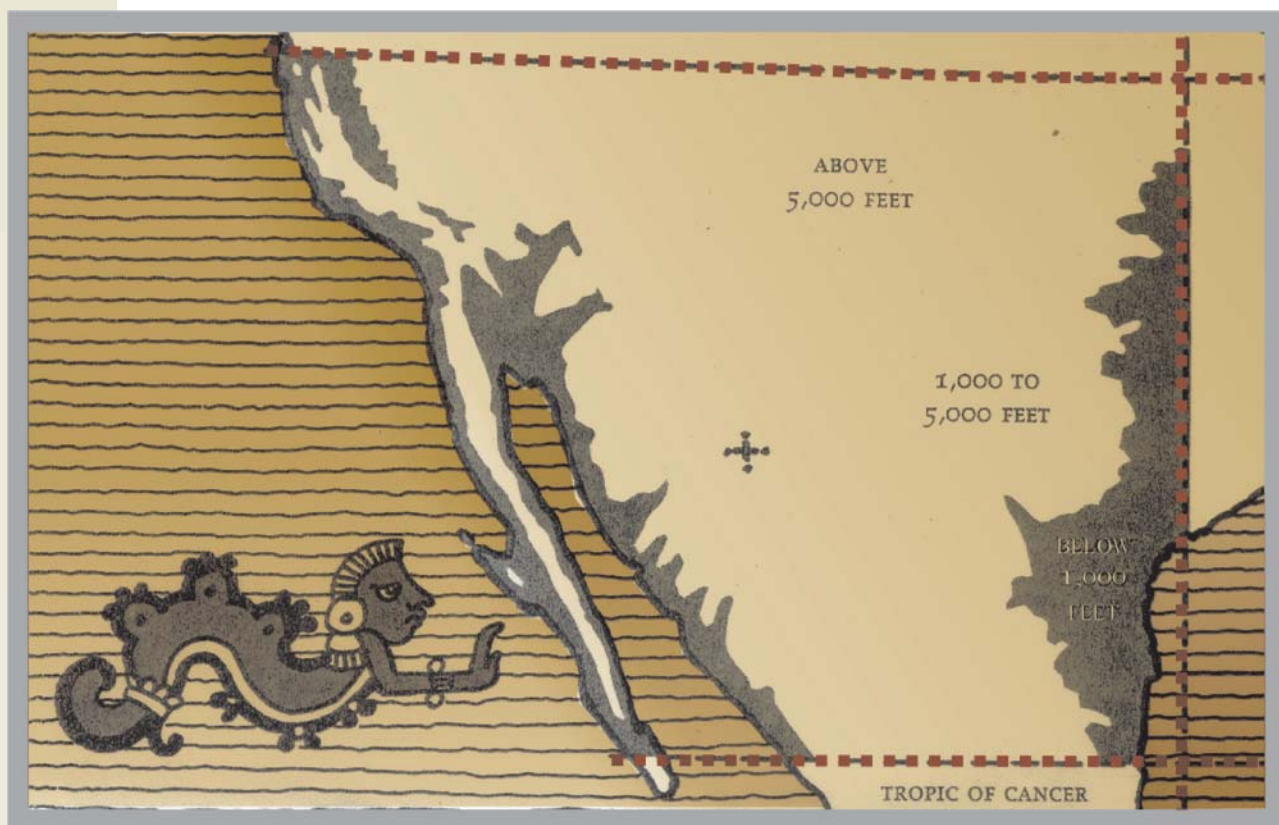 ABOVE
5,000 FEET
1,000 TO
5,000 FEET
BELOW
1,000
FEET
TROPIC OF CANCER